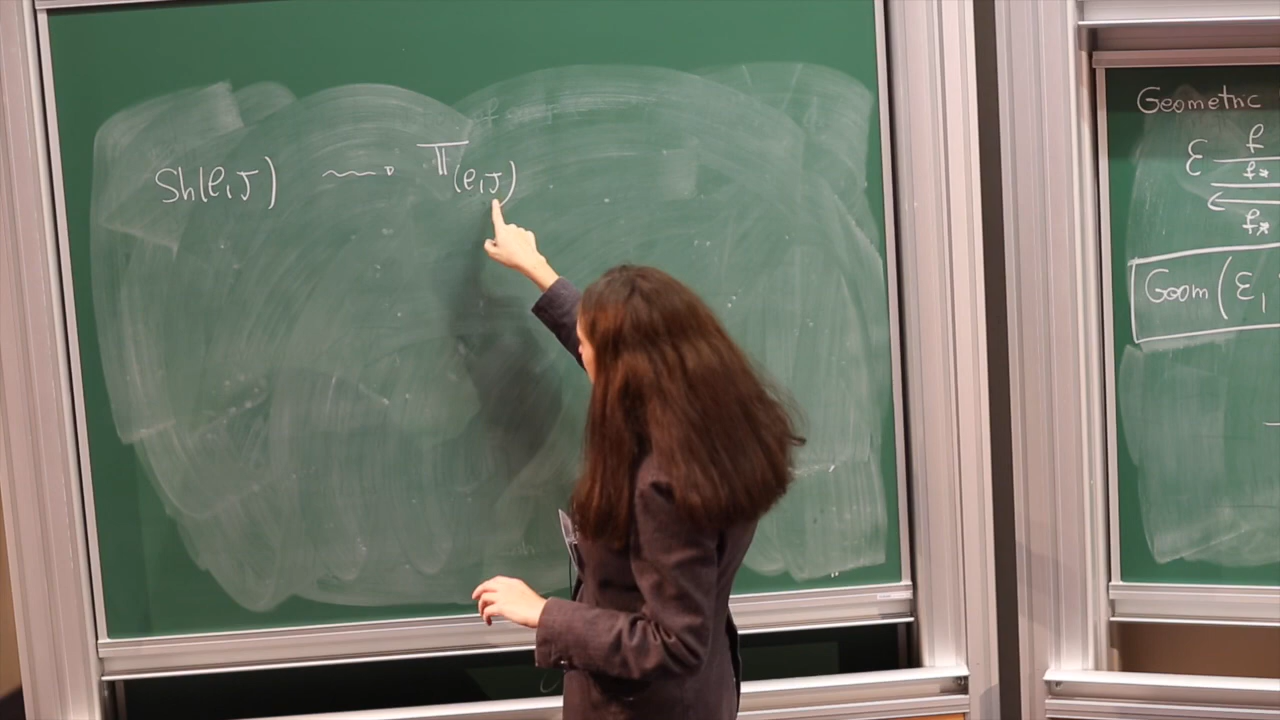 Sh(C,J) ⇝ 𝕋(C,J)
Geometric
ℰ f
f*
f*
Geom(ℰ,